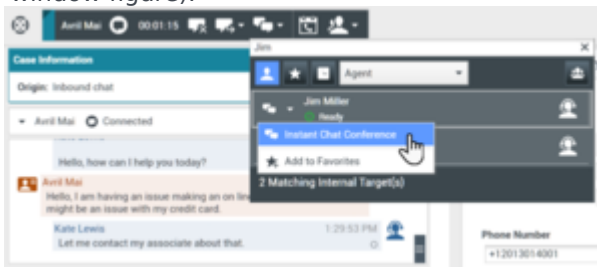 window figure).
Avril Mai 00:01:15
Jim
Case Information
Origin: Inbound chat
Agent
Avril Mai Connected
Jim Miller
Ready
Instant Chat Conference
Add to Favorites
2 Matching Internal Target(s)
Hello, how can I help you today?
Avril Mai
Hello, I am having an issue making an on
might be an issue with my credit card.
Kate Lewis 1:29:53 PM
Let me contact my associate about that.
Phone Number
+12013014001